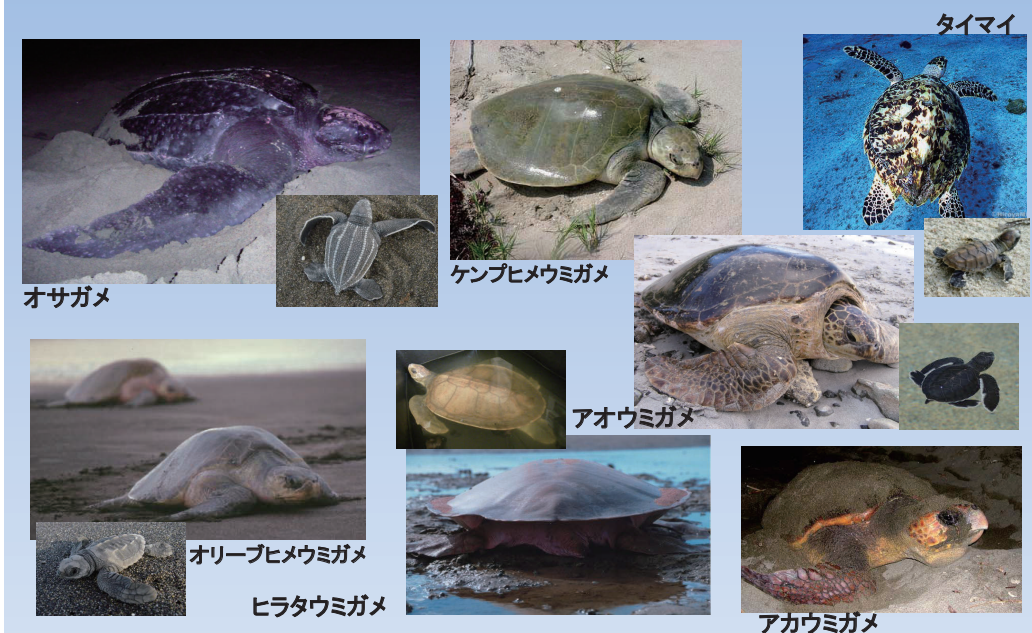 タイマイ
オサガメ
ケンプヒメウミガメ
アオウミガメ
オリーブヒメウミガメ
ヒラタウミガメ
アカウミガメ